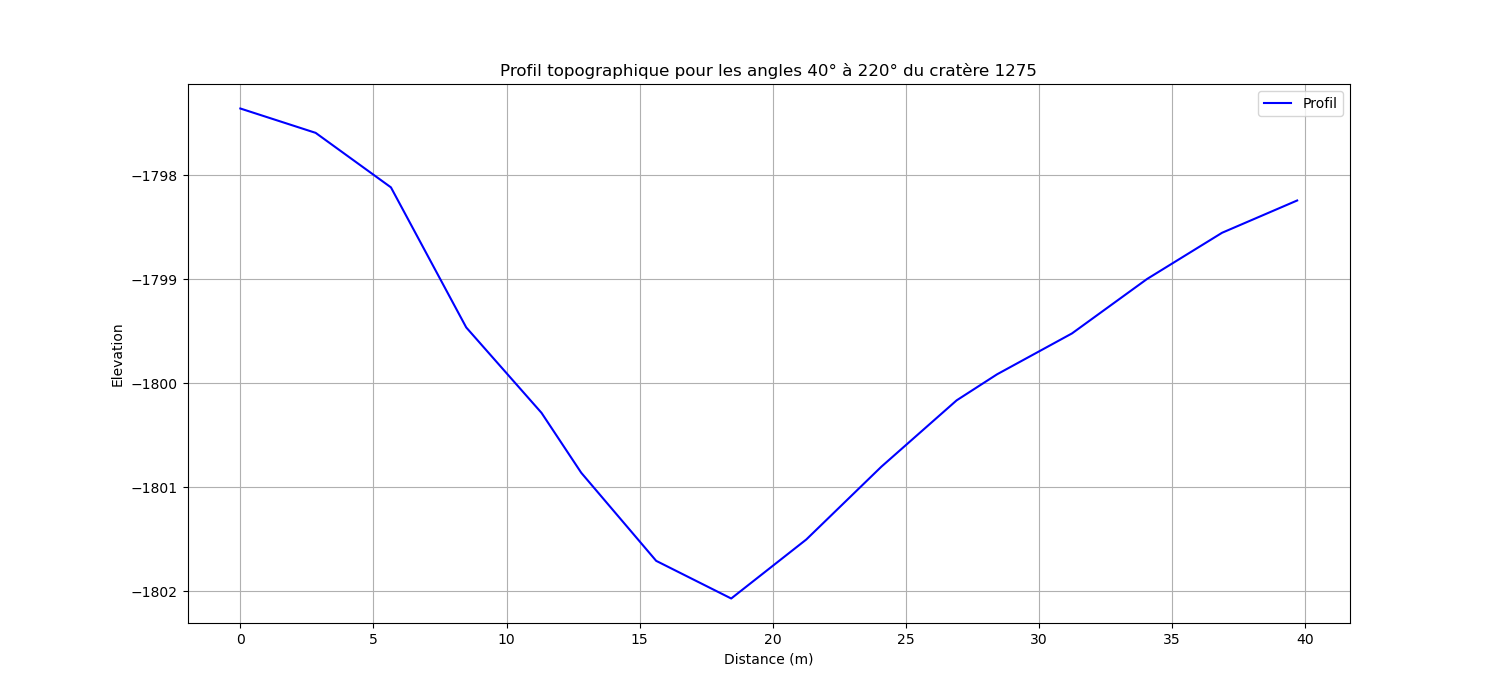 Profil topographique pour les angles 40° à 220° du cratère 1275
Profil
−1798
−1799
−1800
−1801
−1802
Elevation
0 5 10 15 20 25 30 35 40
Distance (m)